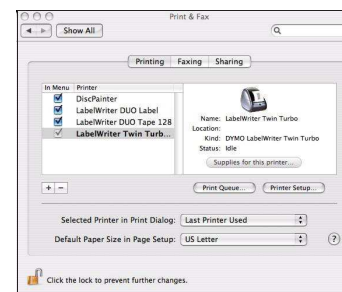 Print & Fax
Show All
Printing Faxing Sharing
In Menu Printer
DiscPainter
LabelWriter DUO Label
LabelWriter DUO Tape 128
LabelWriter Twin Turb...
Name: LabelWriter Twin Turbo
Location:
Kind: DYMO LabelWriter Twin Turbo
Status: Idle
Supplies for this printer...
+ −
Print Queue... Printer Setup...
Selected Printer in Print Dialog: Last Printer Used
Default Paper Size in Page Setup: US Letter
?
Click the lock to prevent further changes.